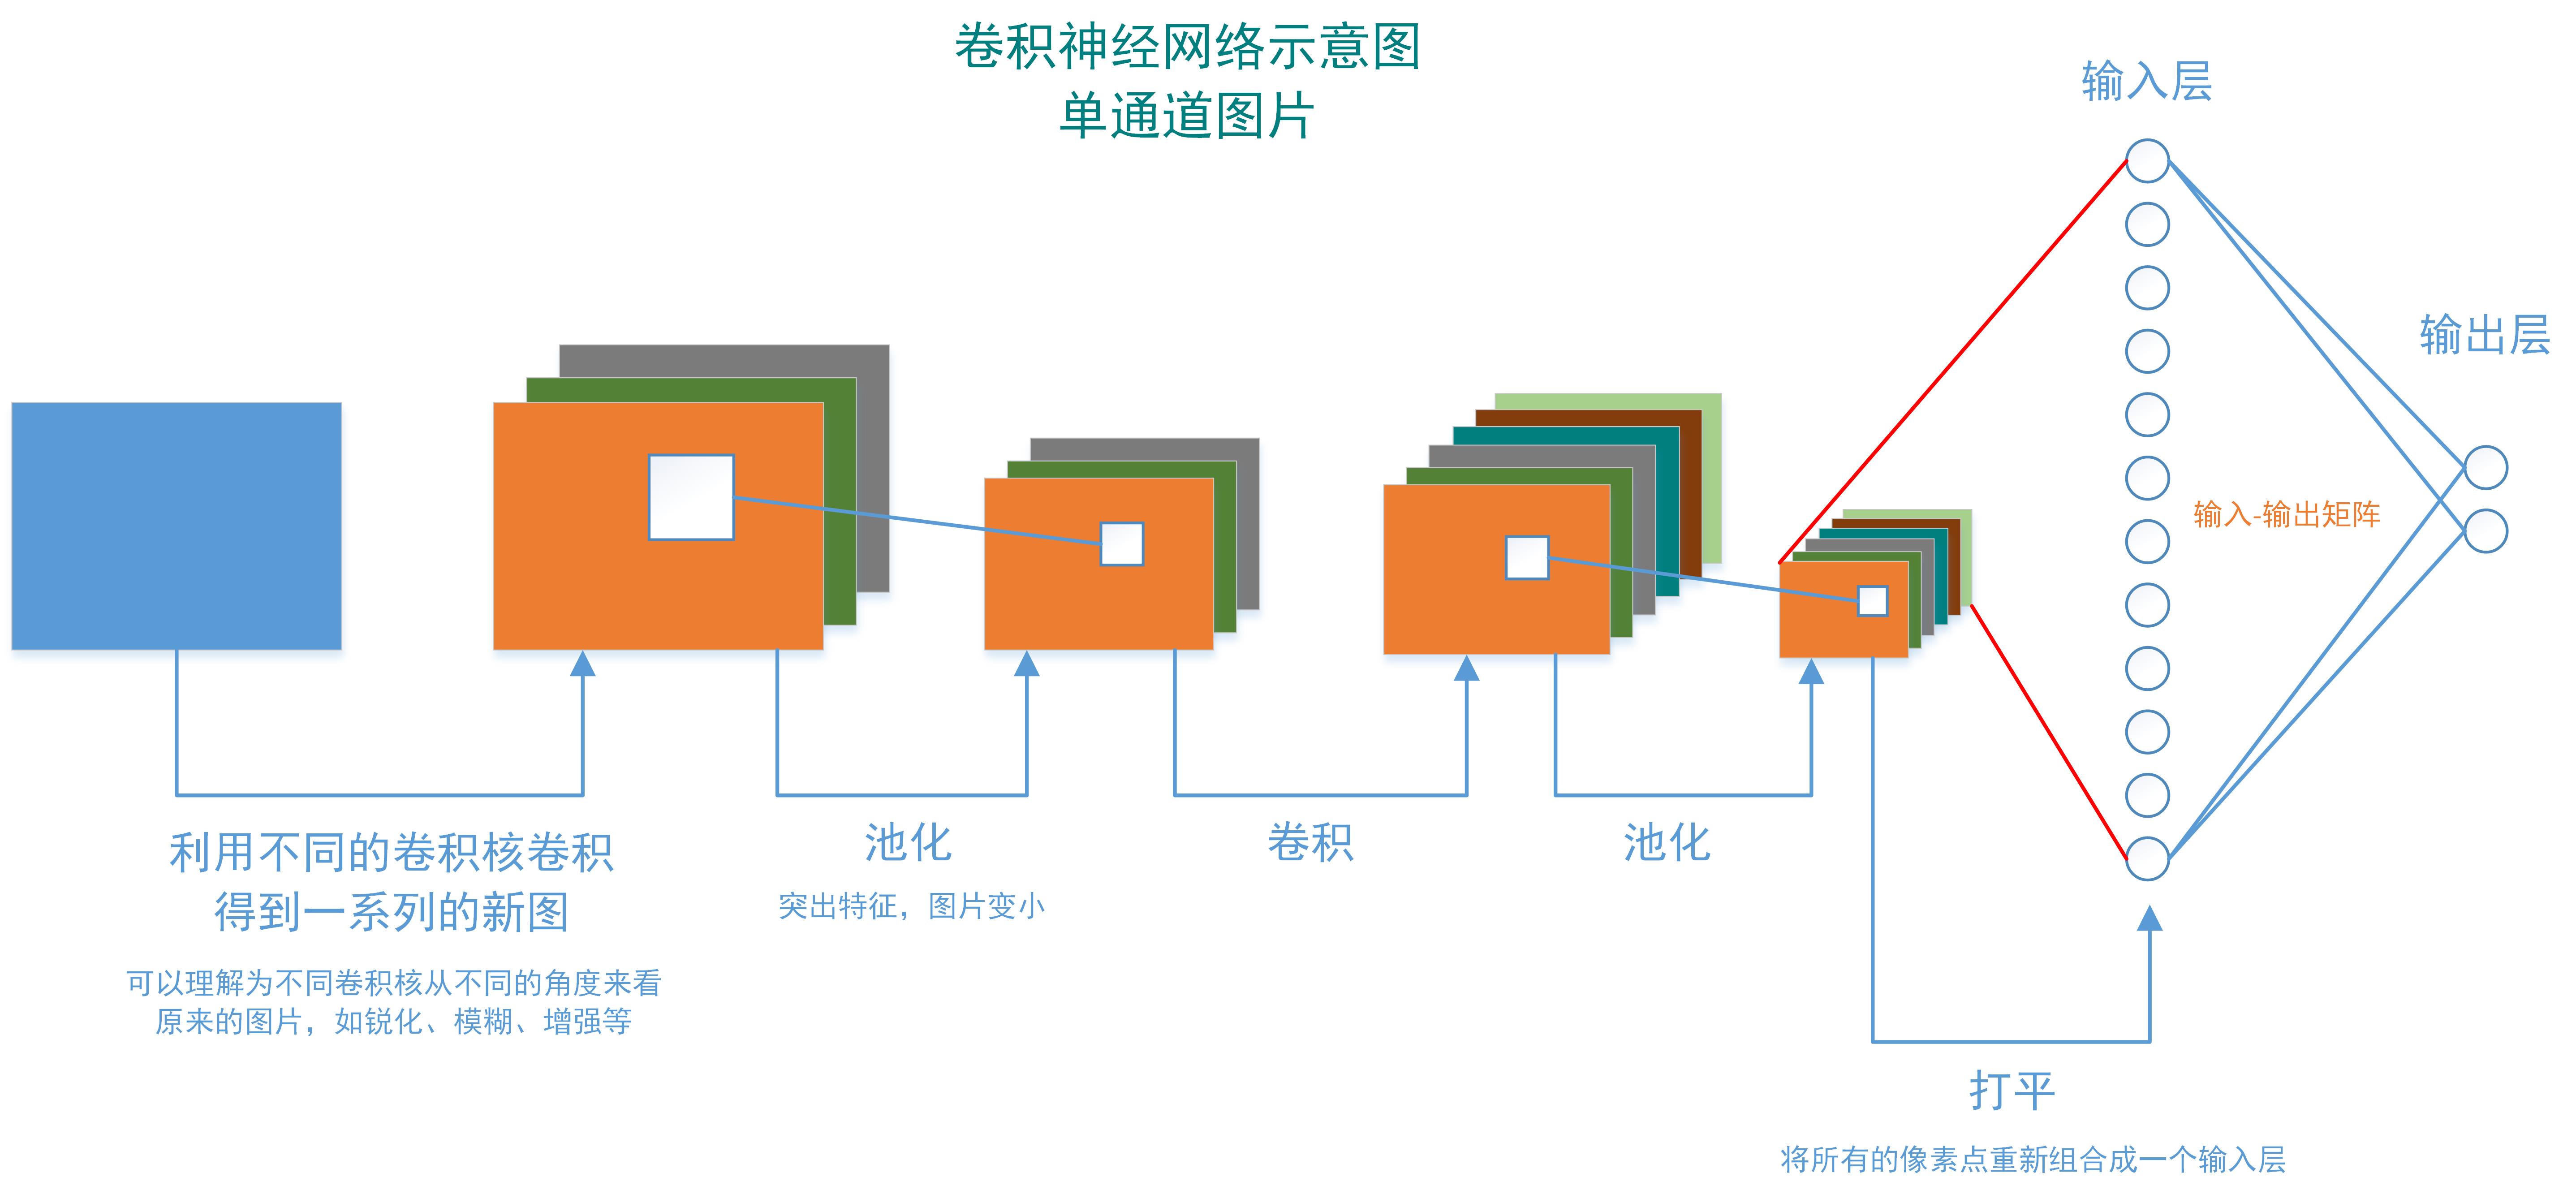 卷积神经网络示意图
单通道图片
输入层
输出层
输入-输出矩阵
利用不同的卷积核卷积
得到一系列的新图
可以理解为不同卷积核从不同的角度来看
原来的图片，如锐化、模糊、增强等
池化
突出特征，图片变小
卷积
池化
打平
将所有的像素点重新组合成一个输入层